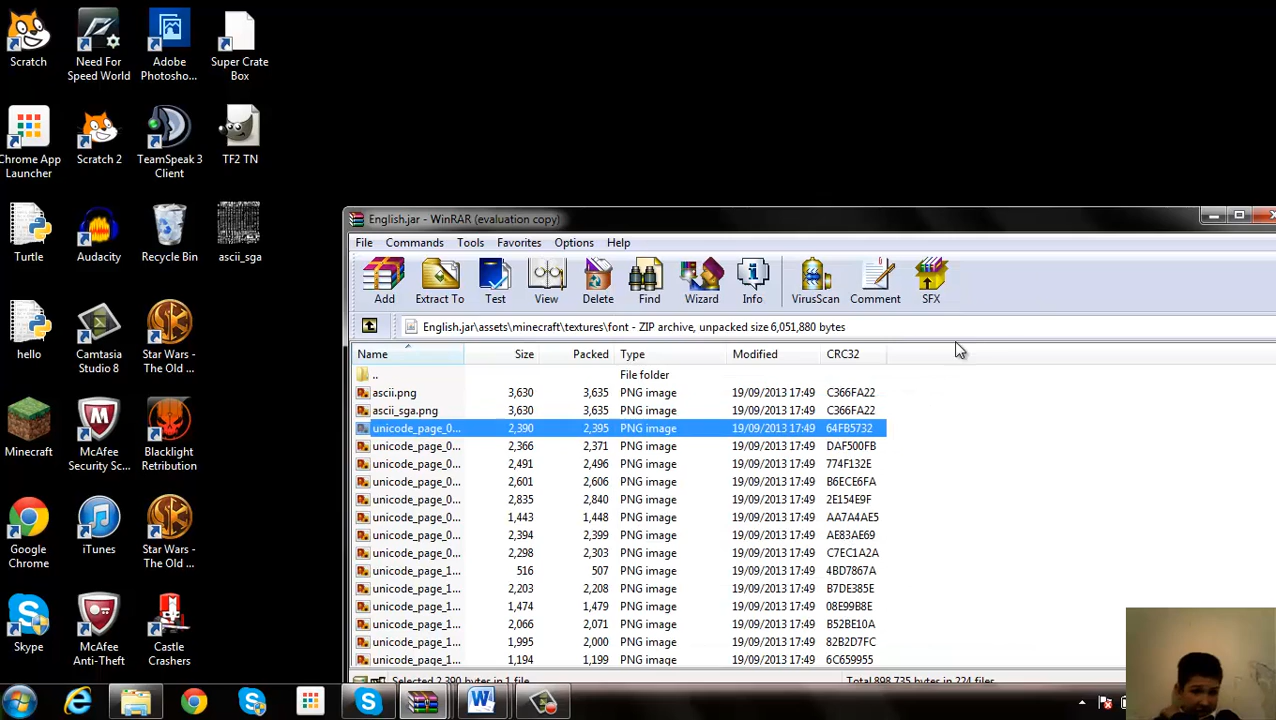 Scratch
Need For Speed World
Adobe Photosho...
Super Crate Box
Chrome App Launcher
Scratch 2
TeamSpeak 3 Client
TF2 TN
Turtle
Audacity
Recycle Bin
ascii_sga
hello
Camtasia Studio 8
Star Wars - The Old ...
Minecraft
McAfee Security Sc...
Blacklight Retribution
Google Chrome
iTunes
Star Wars - The Old ...
Skype
McAfee Anti-Theft
Castle Crashers
English.jar - WinRAR (evaluation copy)
File Commands Tools Favorites Options Help
Add Extract To Test View Delete Find Wizard Info VirusScan Comment SFX
English.jar\assets\minecraft\textures\font - ZIP archive, unpacked size 6,051,880 bytes
Name Size Packed Type Modified CRC32
.. File folder
ascii.png 3,630 3,635 PNG image 19/09/2013 17:49 C366FA22
ascii_sga.png 3,630 3,635 PNG image 19/09/2013 17:49 C366FA22
unicode_page_0... 2,390 2,395 PNG image 19/09/2013 17:49 64FB5732
unicode_page_0... 2,366 2,371 PNG image 19/09/2013 17:49 DAF500FB
unicode_page_0... 2,491 2,496 PNG image 19/09/2013 17:49 774F132E
unicode_page_0... 2,601 2,606 PNG image 19/09/2013 17:49 B6ECE6FA
unicode_page_0... 2,835 2,840 PNG image 19/09/2013 17:49 2E154E9F
unicode_page_0... 1,443 1,448 PNG image 19/09/2013 17:49 AA7A4AE5
unicode_page_0... 2,394 2,399 PNG image 19/09/2013 17:49 AE83AE69
unicode_page_0... 2,298 2,303 PNG image 19/09/2013 17:49 C7EC1A2A
unicode_page_1... 516 507 PNG image 19/09/2013 17:49 4BD7867A
unicode_page_1... 2,203 2,208 PNG image 19/09/2013 17:49 B7DE385E
unicode_page_1... 1,474 1,479 PNG image 19/09/2013 17:49 08E99B8E
unicode_page_1... 2,066 2,071 PNG image 19/09/2013 17:49 B52BE10A
unicode_page_1... 1,995 2,000 PNG image 19/09/2013 17:49 82B2D7FC
unicode_page_1... 1,194 1,199 PNG image 19/09/2013 17:49 6C659955
Selected 2,390 bytes in 1 file Total 898,735 bytes in 224 files